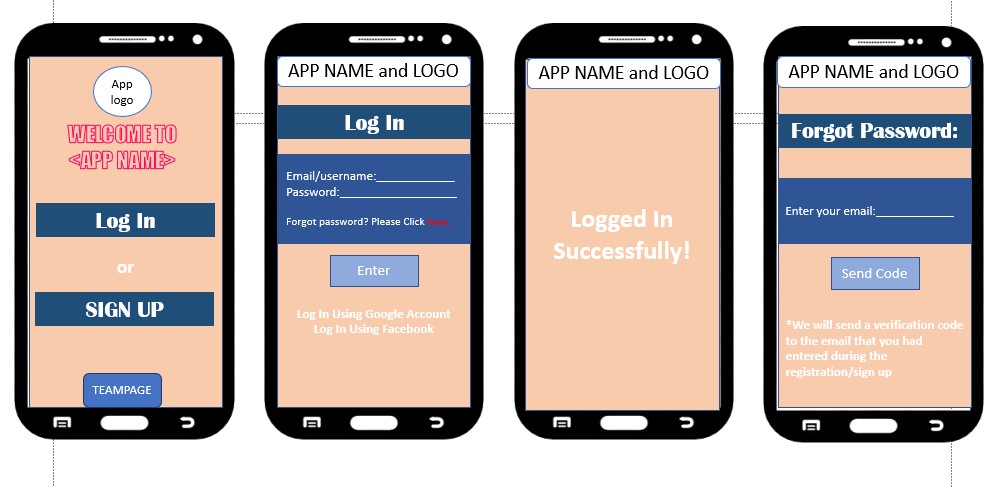 App
logo
WELCOME TO
<APP NAME>
Log In
or
SIGN UP
TEAMPAGE
APP NAME and LOGO
Log In
Email/username:_____________
Password:____________________
Forgot password? Please Click here
Enter
Log In Using Google Account
Log In Using Facebook
APP NAME and LOGO
Logged In
Successfully!
APP NAME and LOGO
Forgot Password:
Enter your email:_____________
Send Code
*We will send a verification code
to the email that you had
entered during the
registration/sign up